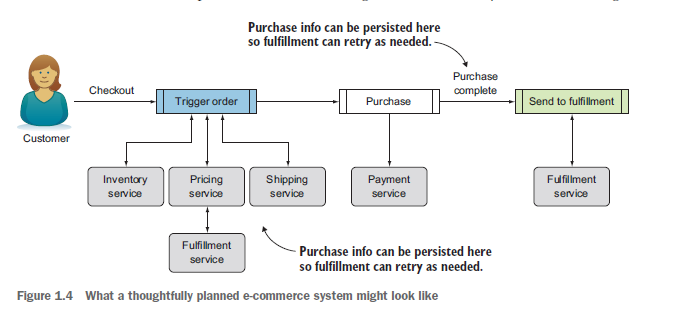 Purchase info can be persisted here
so fulfillment can retry as needed.
Purchase
complete
Checkout
Trigger order
Purchase
Send to fulfillment
Customer
Inventory
service
Pricing
service
Shipping
service
Payment
service
Fulfillment
service
Fulfillment
service
Purchase info can be persisted here
so fulfillment can retry as needed.
Figure 1.4 What a thoughtfully planned e-commerce system might look like